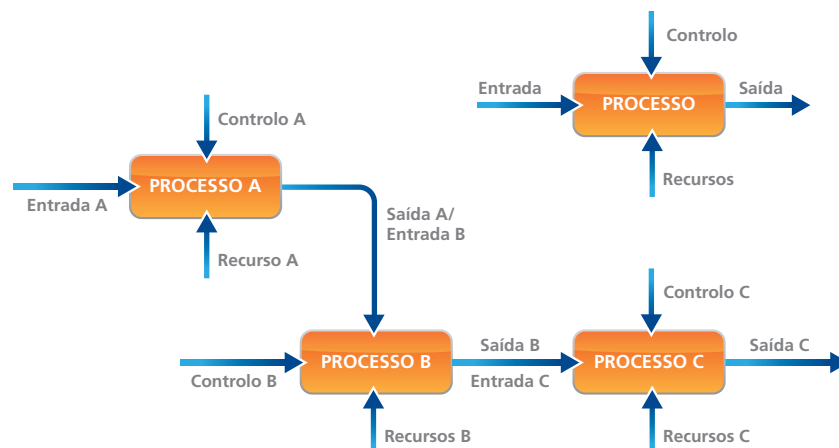 Controlo
Entrada
PROCESSO
Saída
Recursos
Controlo A
PROCESSO A
Entrada A
Recurso A
Saída A/
Entrada B
Controlo C
PROCESSO B
Saída B
Entrada C
PROCESSO C
Saída C
Controlo B
Recursos B
Recursos C